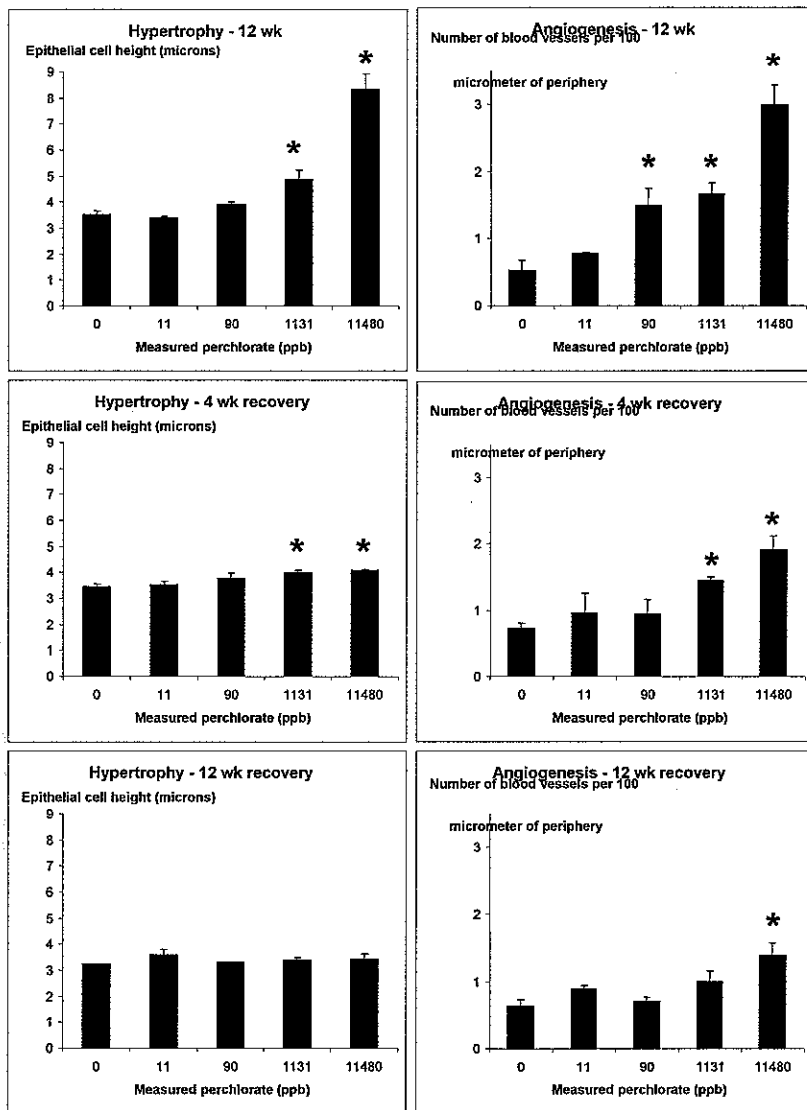 Hypertrophy - 12 wk
Epithelial cell height (microns)
9
8
7
6
5
4
3
2
1
0
*
*
0 11 90 1131 11480
Measured perchlorate (ppb)
Angiogenesis - 12 wk
Number of blood vessels per 100
micrometer of periphery
3
2
1
0
*
*
*
0 11 90 1131 11480
Measured perchlorate (ppb)
Hypertrophy - 4 wk recovery
Epithelial cell height (microns)
9
8
7
6
5
4
3
2
1
0
*
*
0 11 90 1131 11480
Measured perchlorate (ppb)
Angiogenesis - 4 wk recovery
Number of blood vessels per 100
micrometer of periphery
3
2
1
0
*
*
0 11 90 1131 11480
Measured perchlorate (ppb)
Hypertrophy - 12 wk recovery
Epithelial cell height (microns)
9
8
7
6
5
4
3
2
1
0
0 11 90 1131 11480
Measured perchlorate (ppb)
Angiogenesis - 12 wk recovery
Number of blood vessels per 100
micrometer of periphery
3
2
1
0
*
0 11 90 1131 11480
Measured perchlorate (ppb)